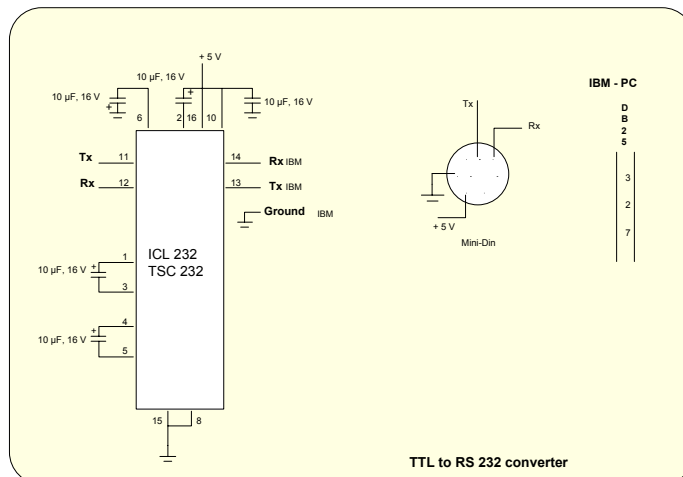 + 5 V
10 µF, 16 V
10 µF, 16 V
10 µF, 16 V
6
2
16
10
Tx
11
Rx
12
14
Rx IBM
13
Tx IBM
Ground IBM
ICL 232
TSC 232
1
10 µF, 16 V
3
4
10 µF, 16 V
5
15
8
Tx
Rx
+ 5 V
Mini-Din
IBM - PC
D
B
2
5
3
2
7
TTL to RS 232 converter